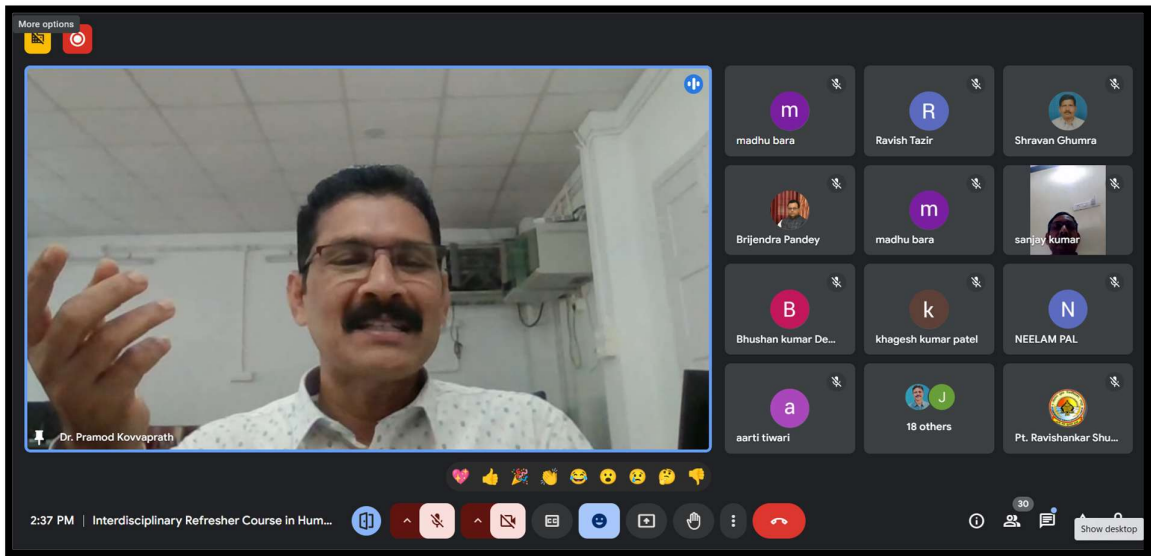 More options
Dr. Pramod Kovvaprath
m
madhu bara
R
Ravish Tazir
Shravan Ghumra
Brijendra Pandey
m
madhu bara
sanjay kumar
B
Bhushan kumar De...
k
khagesh kumar patel
N
NEELAM PAL
a
aarti tiwari
J
18 others
Pt. Ravishankar Shu...
2:37 PM | Interdisciplinary Refresher Course in Hum...
CC
30
Show desktop